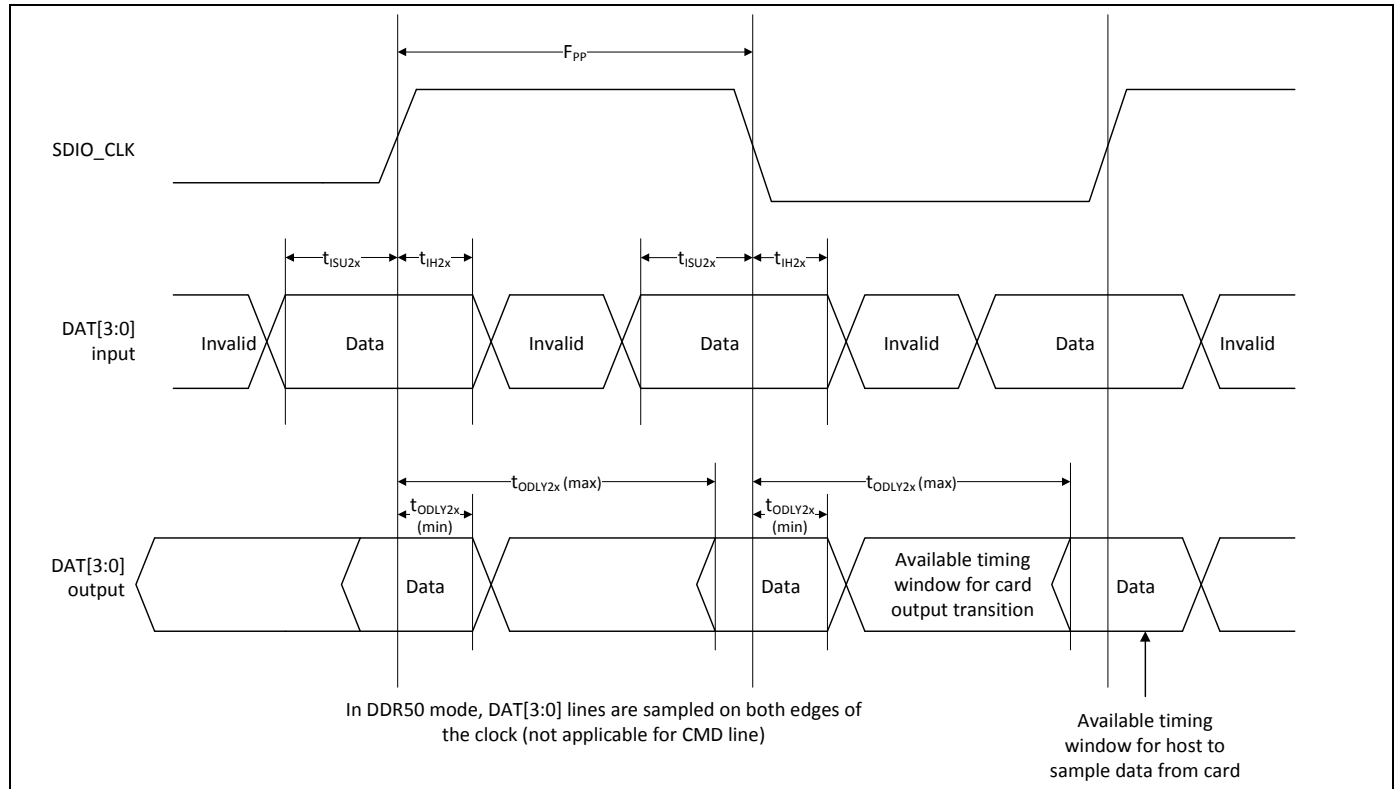 F_PP
SDIO_CLK
t_ISU2x t_IH2x t_ISU2x t_IH2x
DAT[3:0]
input
Invalid Data Invalid Data Invalid Data Invalid
t_ODLY2x (max) t_ODLY2x (max)
t_ODLY2x
(min)
t_ODLY2x
(min)
DAT[3:0]
output
Data
Data
Available timing
window for card
output transition
Data
In DDR50 mode, DAT[3:0] lines are sampled on both edges of
the clock (not applicable for CMD line)
Available timing
window for host to
sample data from card